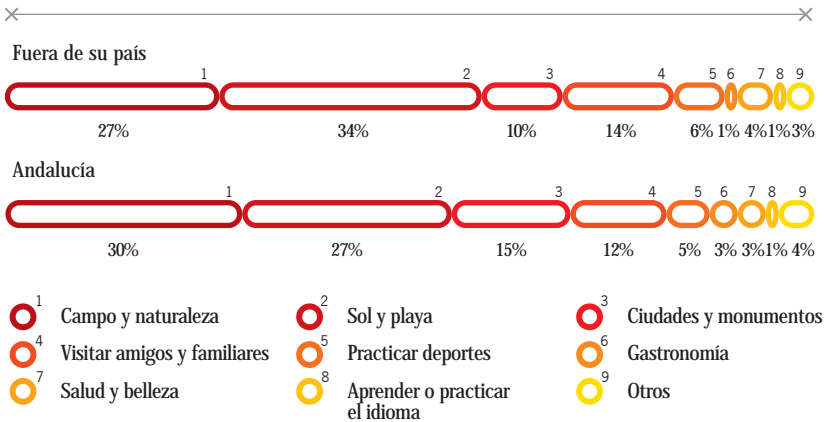 Fuera de su país
1 2 3 4 5 6 7 8 9
27% 34% 10% 14% 6% 1% 4% 1% 3%
Andalucía
1 2 3 4 5 6 7 8 9
30% 27% 15% 12% 5% 3% 3% 1% 4%
1 Campo y naturaleza 2 Sol y playa 3 Ciudades y monumentos
4 Visitar amigos y familiares 5 Practicar deportes 6 Gastronomía
7 Salud y belleza 8 Aprender o practicar 9 Otros
el idioma